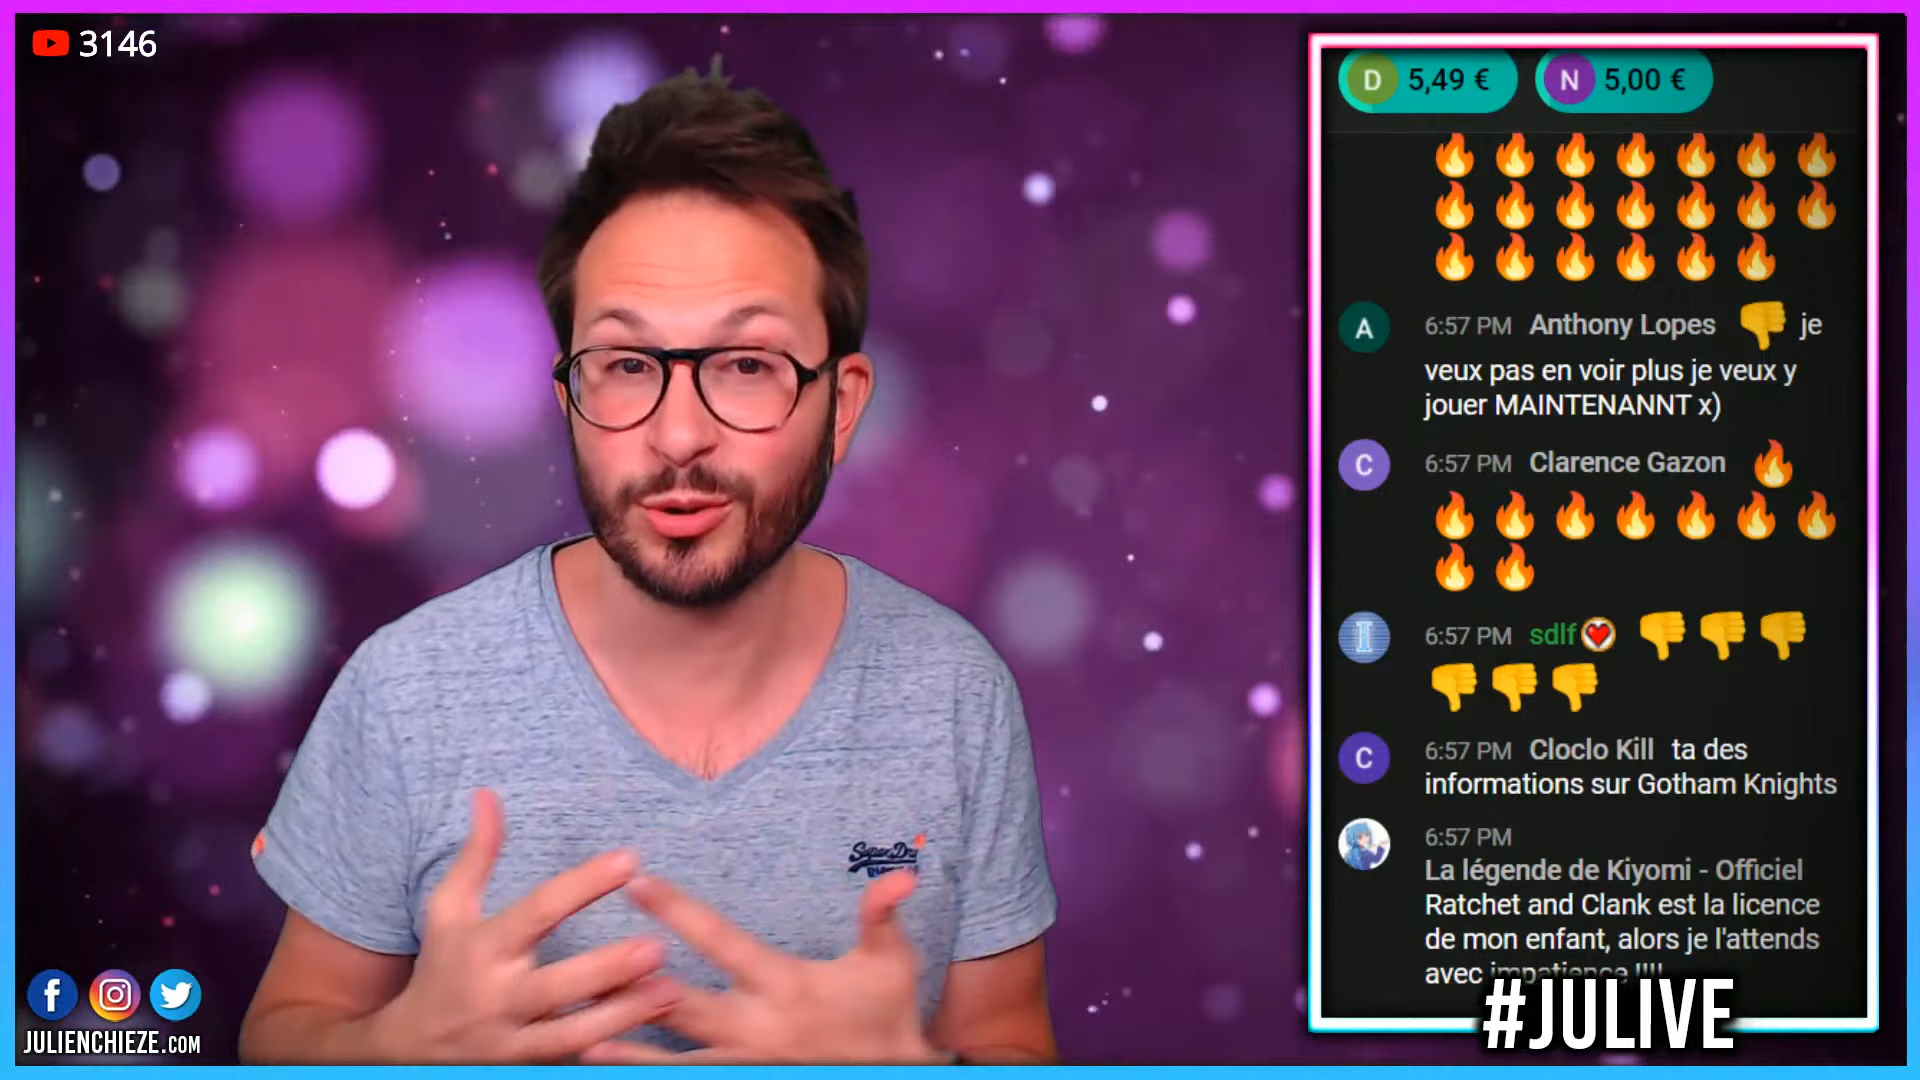 3146
D 5,49 €
N 5,00 €
A 6:57 PM Anthony Lopes 👎 je
veux pas en voir plus je veux y
jouer MAINTENANNT x)
C 6:57 PM Clarence Gazon
I 6:57 PM sdlf
C 6:57 PM Cloclo Kill ta des
informations sur Gotham Knights
6:57 PM
La légende de Kiyomi - Officiel
Ratchet and Clank est la licence
de mon enfant, alors je l'attends
avec impatience !!!!
#JULIVE
JULIENCHIEZE.COM